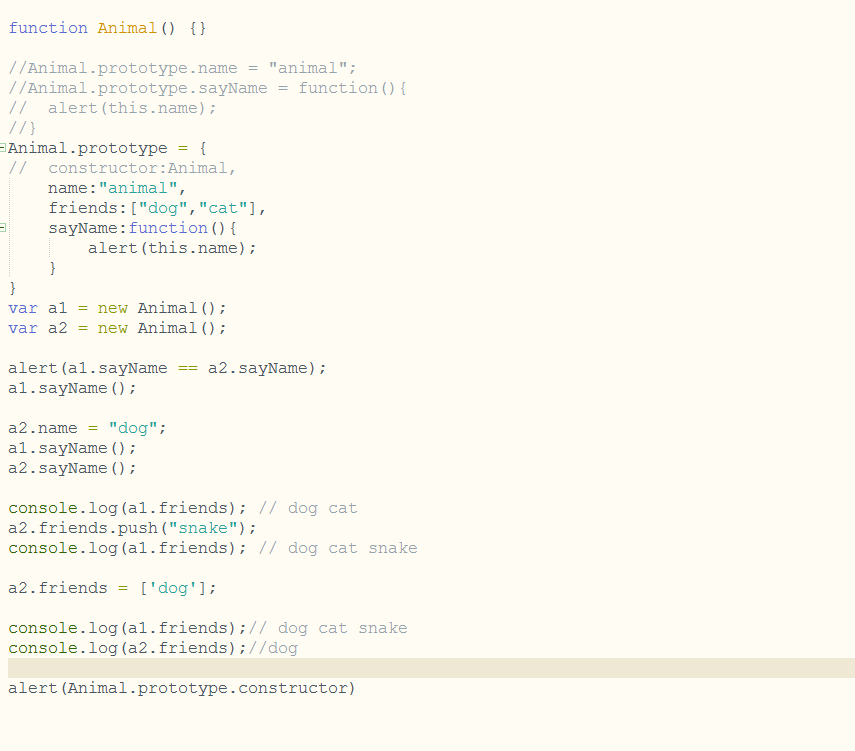 function Animal() {}
//Animal.prototype.name = "animal";
//Animal.prototype.sayName = function(){
//  alert(this.name);
//}
Animal.prototype = {
//  constructor:Animal,
    name:"animal",
    friends:["dog","cat"],
    sayName:function(){
        alert(this.name);
    }
}
var a1 = new Animal();
var a2 = new Animal();
alert(a1.sayName == a2.sayName);
a1.sayName();
a2.name = "dog";
a1.sayName();
a2.sayName();
console.log(a1.friends); // dog cat
a2.friends.push("snake");
console.log(a1.friends); // dog cat snake
a2.friends = ['dog'];
console.log(a1.friends);// dog cat snake
console.log(a2.friends);//dog
alert(Animal.prototype.constructor)